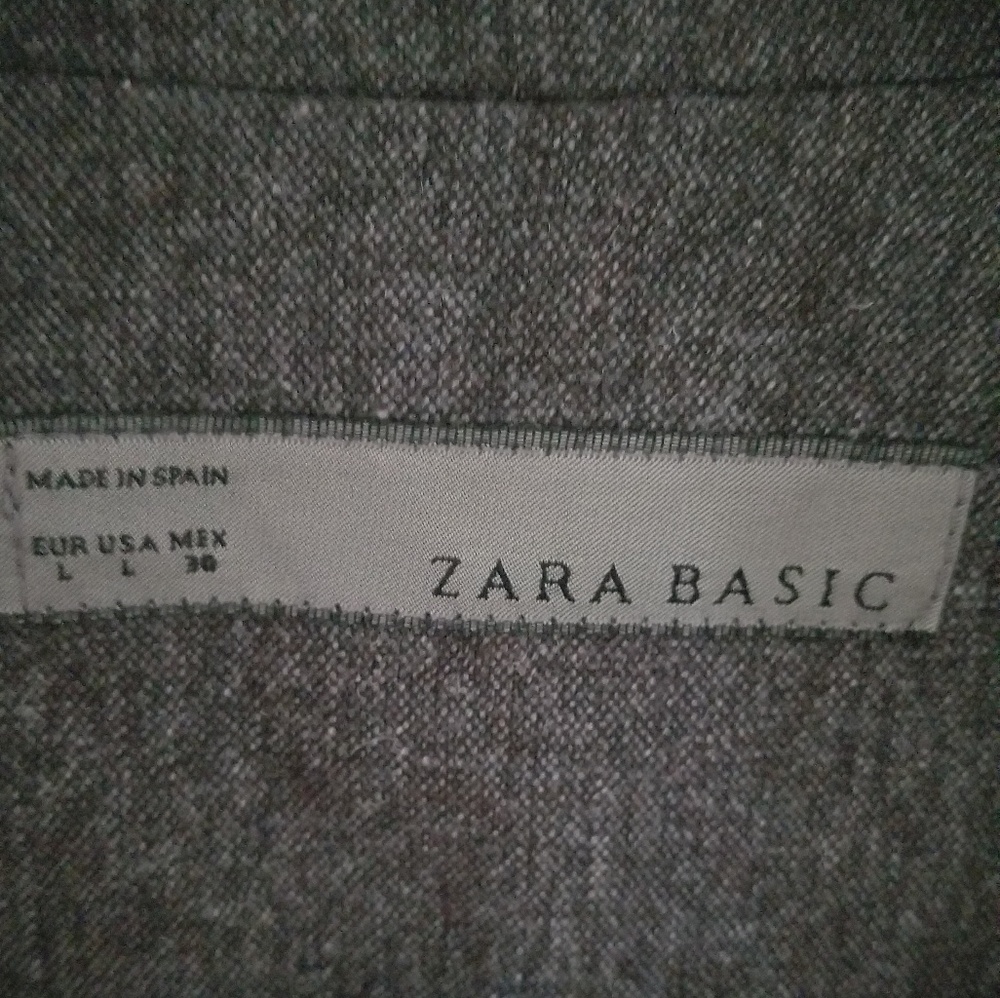 MADE IN SPAIN
EUR USA MEX
L L 30
ZARA BASIC